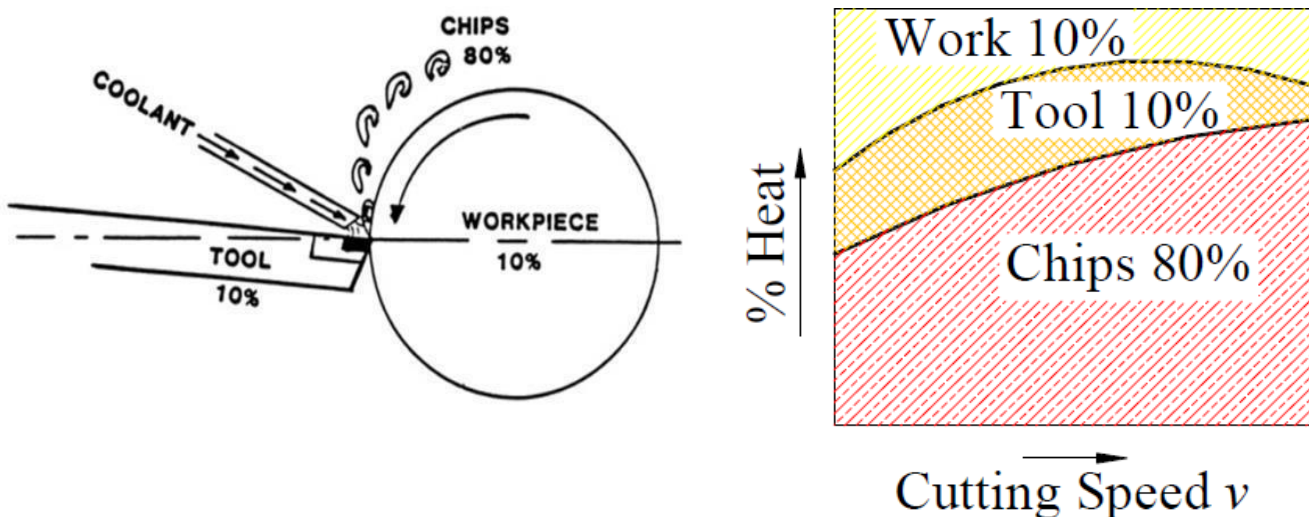 CHIPS
80%
COOLANT
WORKPIECE
10%
TOOL
10%
Work 10%
Tool 10%
Chips 80%
% Heat
Cutting Speed v